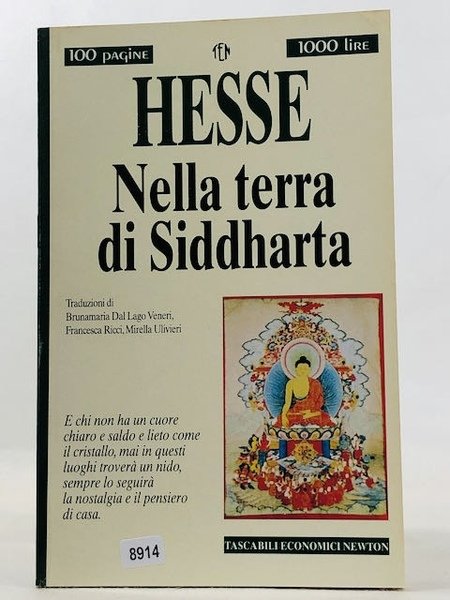 100 pagine
TEN
1000 lire
HESSE
Nella terra
di Siddharta
Traduzioni di
Brunamaria Dal Lago Veneri,
Francesca Ricci, Mirella Ulivieri
E chi non ha un cuore
chiaro e saldo e lieto come
il cristallo, mai in questi
luoghi troverà un nido,
sempre lo seguirà
la nostalgia e il pensiero
di casa.
8914
TASCABILI ECONOMICI NEWTON